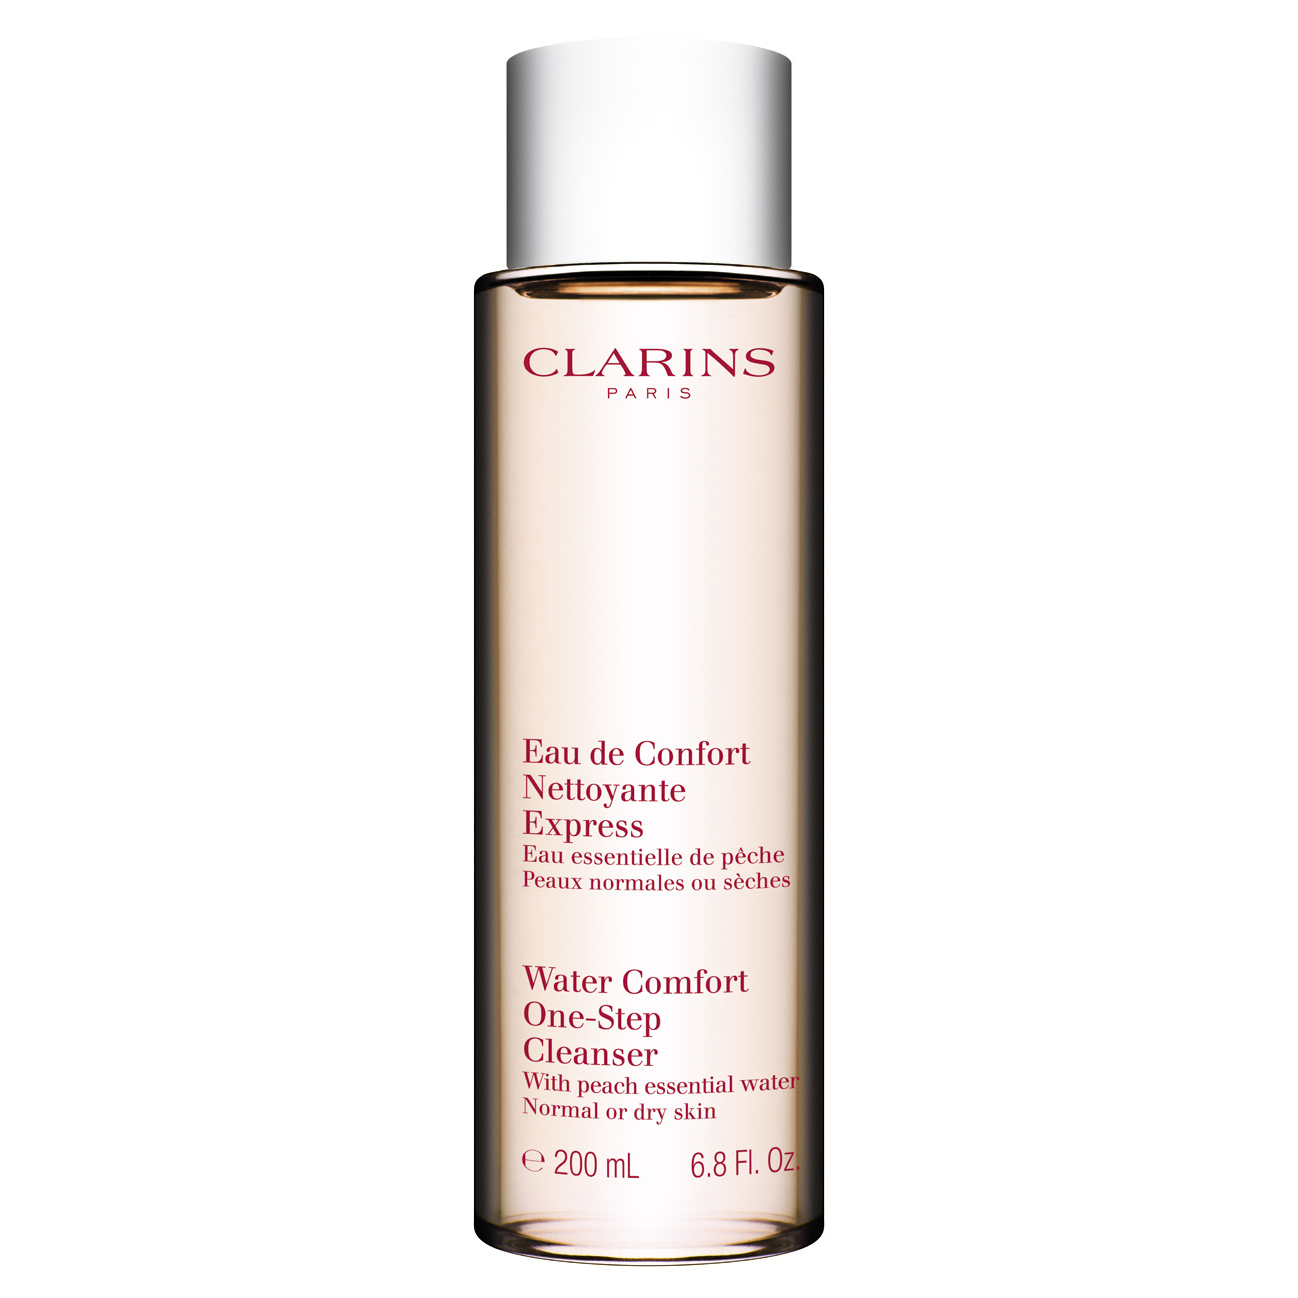 CLARINS
PARIS
Eau de Confort
Nettoyante
Express
Eau essentielle de pêche
Peaux normales ou sèches
Water Comfort
One-Step
Cleanser
With peach essential water
Normal or dry skin
℮ 200 mL 6.8 Fl. Oz.